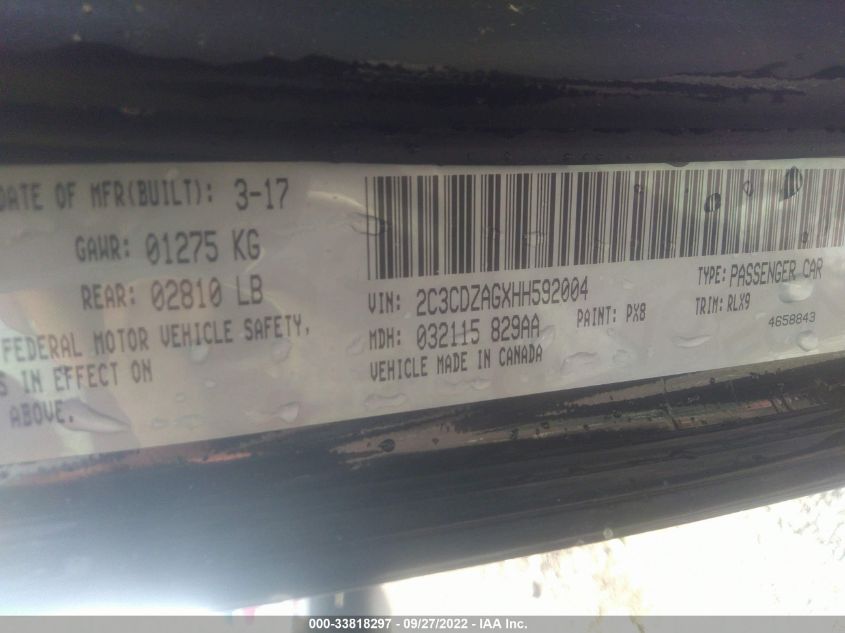 DATE OF MFR(BUILT): 3-17
GAWR: 01275 KG
REAR: 02810 LB
FEDERAL MOTOR VEHICLE SAFETY,
S IN EFFECT ON
ABOVE.
VIN: 2C3CDZAGXHH592004
TYPE: PASSENGER CAR
MDH: 032115 829AA
PAINT: PX8
TRIM: RLX9
VEHICLE MADE IN CANADA
4658843
000-33818297 - 09/27/2022 - IAA Inc.